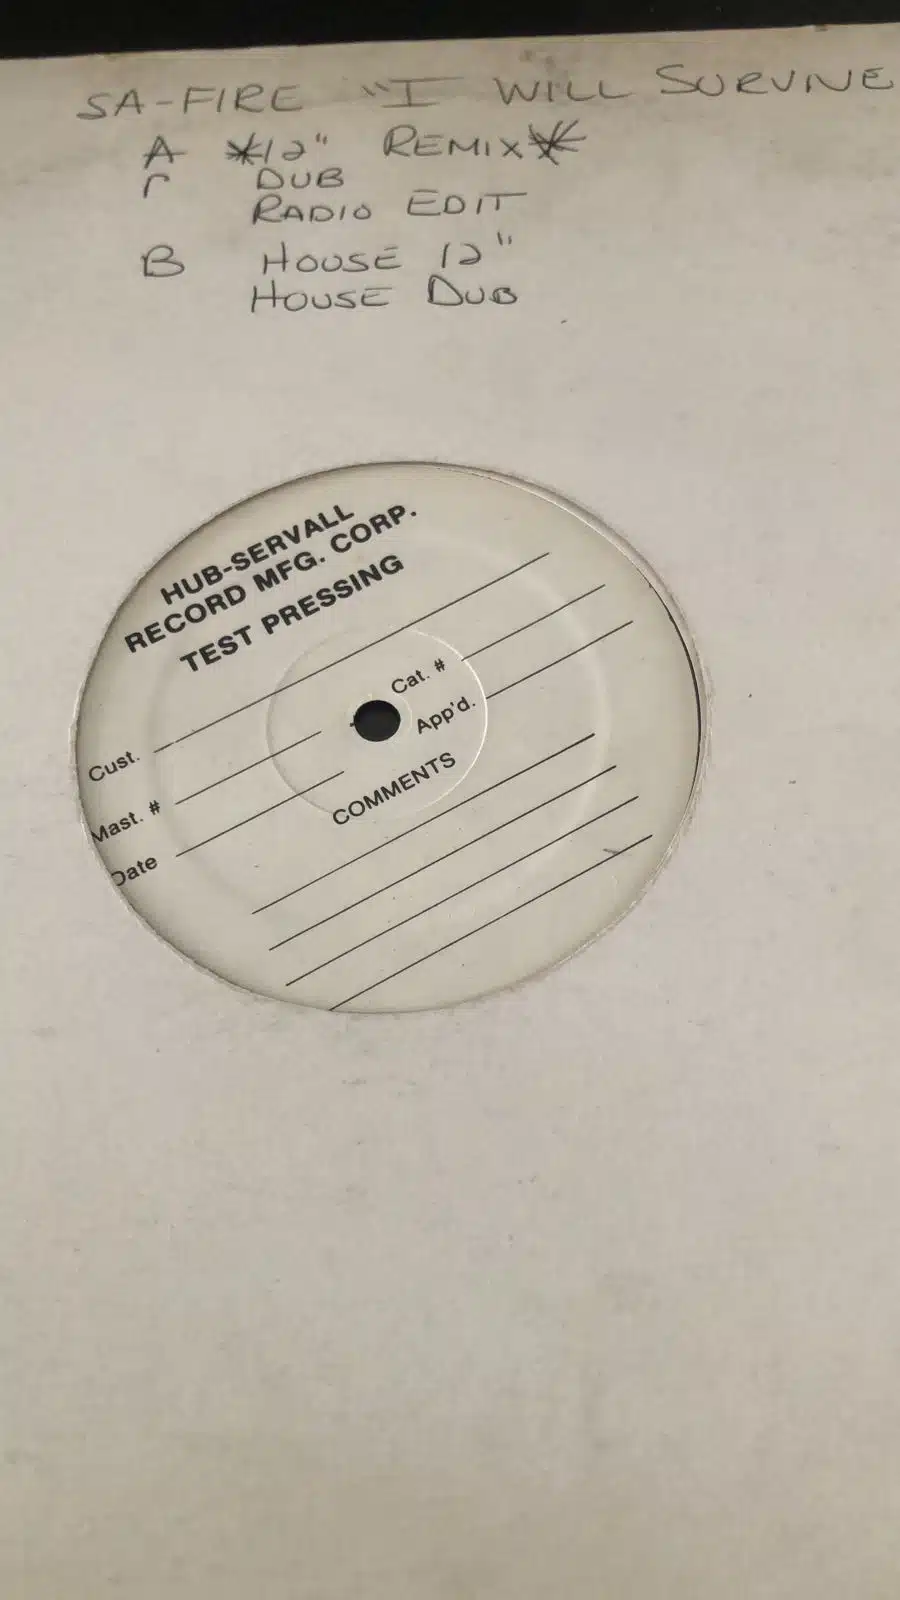 SA-FIRE "I WILL SURVIVE
A *12" REMIX*
DUB
RADIO EDIT
B HOUSE 12"
HOUSE DUB
HUB-SERVALL
RECORD MFG. CORP.
TEST PRESSING
Cust.
Mast. #
Cat. #
Date
App'd.
COMMENTS